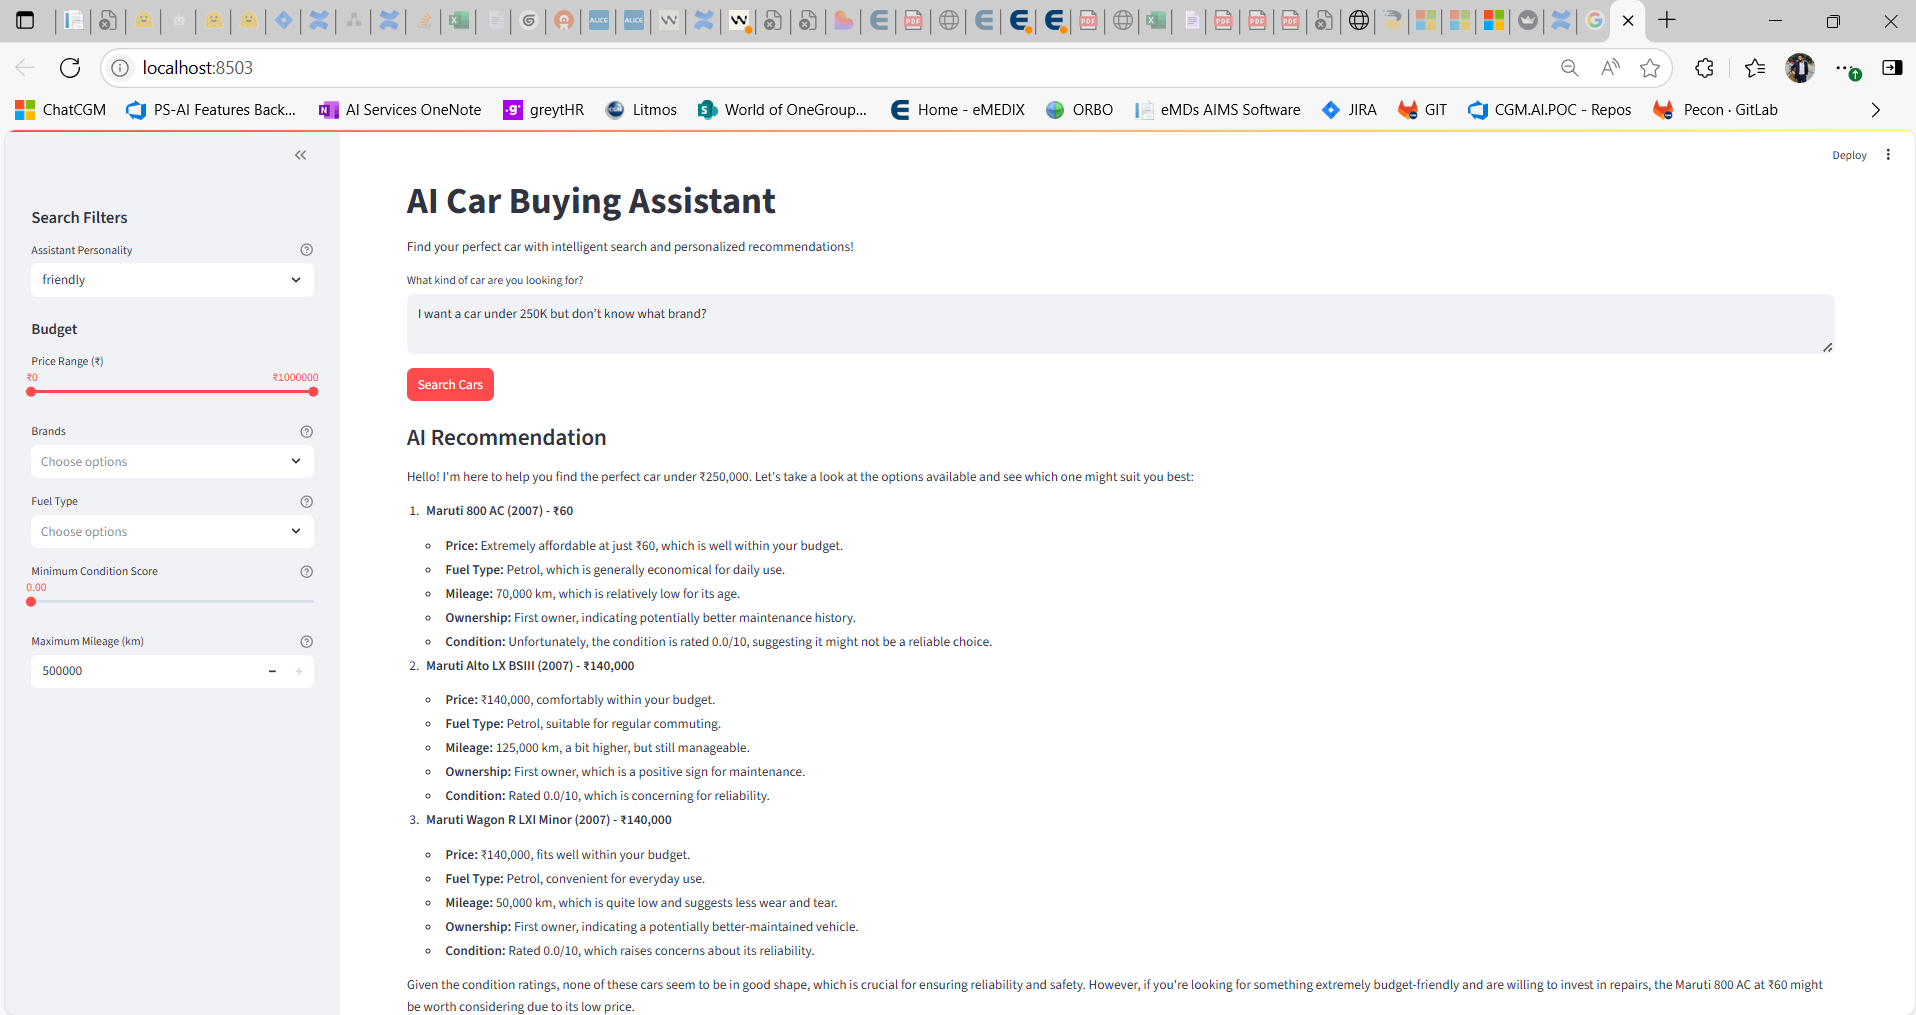 localhost:8503
ChatCGM
PS-AI Features Back...
AI Services OneNote
greytHR
Litmos
World of OneGroup...
Home - eMEDIX
ORBO
eMDs AIMS Software
JIRA
GIT
CGM.AI.POC - Repos
Pecon · GitLab
Deploy
Search Filters
Assistant Personality
friendly
Budget
Price Range (₹)
₹0 ₹1000000
Brands
Choose options
Fuel Type
Choose options
Minimum Condition Score
0.00
Maximum Mileage (km)
500000
AI Car Buying Assistant
Find your perfect car with intelligent search and personalized recommendations!
What kind of car are you looking for?
I want a car under 250K but don’t know what brand?
Search Cars
AI Recommendation
Hello! I'm here to help you find the perfect car under ₹250,000. Let's take a look at the options available and see which one might suit you best:
1. Maruti 800 AC (2007) - ₹60
Price: Extremely affordable at just ₹60, which is well within your budget.
Fuel Type: Petrol, which is generally economical for daily use.
Mileage: 70,000 km, which is relatively low for its age.
Ownership: First owner, indicating potentially better maintenance history.
Condition: Unfortunately, the condition is rated 0.0/10, suggesting it might not be a reliable choice.
2. Maruti Alto LX BSIII (2007) - ₹140,000
Price: ₹140,000, comfortably within your budget.
Fuel Type: Petrol, suitable for regular commuting.
Mileage: 125,000 km, a bit higher, but still manageable.
Ownership: First owner, which is a positive sign for maintenance.
Condition: Rated 0.0/10, which is concerning for reliability.
3. Maruti Wagon R LXI Minor (2007) - ₹140,000
Price: ₹140,000, fits well within your budget.
Fuel Type: Petrol, convenient for everyday use.
Mileage: 50,000 km, which is quite low and suggests less wear and tear.
Ownership: First owner, indicating a potentially better-maintained vehicle.
Condition: Rated 0.0/10, which raises concerns about its reliability.
Given the condition ratings, none of these cars seem to be in good shape, which is crucial for ensuring reliability and safety. However, if you're looking for something extremely budget-friendly and are willing to invest in repairs, the Maruti 800 AC at ₹60 might
be worth considering due to its low price.